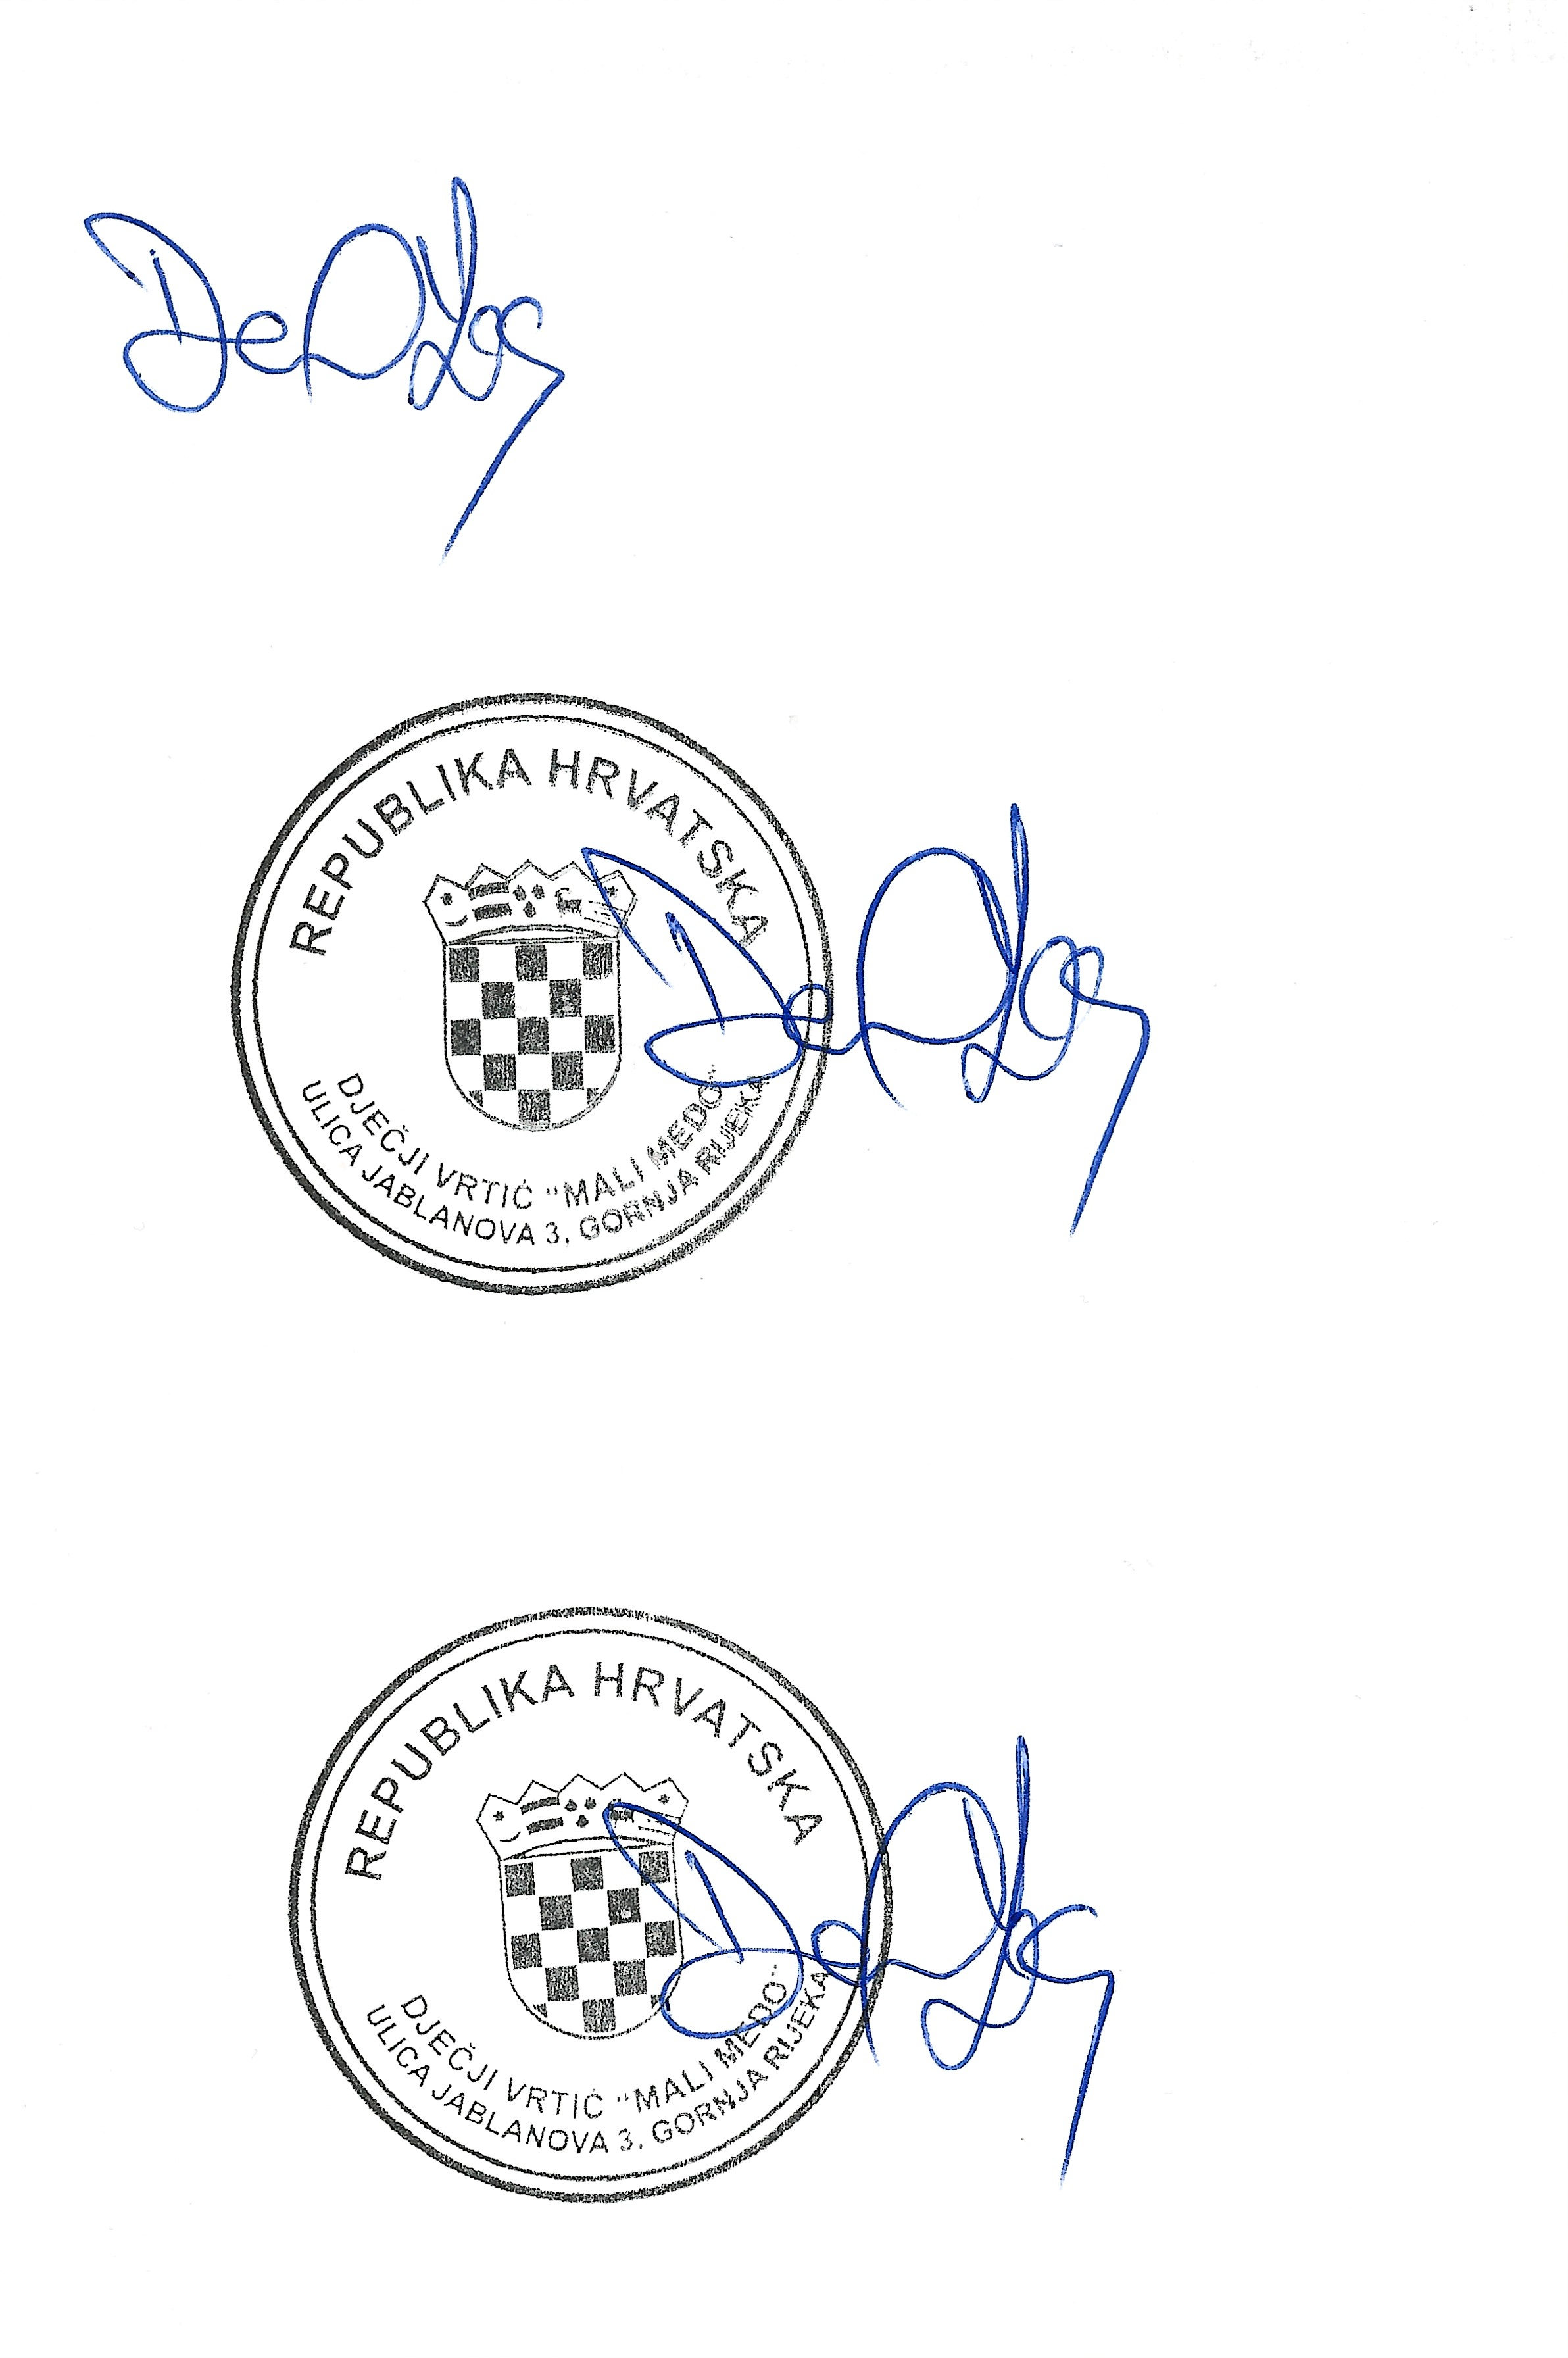 REPUBLIKA HRVATSKA
DJEČJI VRTIĆ "MALI MEDO"
ULICA JABLANOVA 3, GORNJA RIJEKA
REPUBLIKA HRVATSKA
DJEČJI VRTIĆ "MALI MEDO"
ULICA JABLANOVA 3, GORNJA RIJEKA